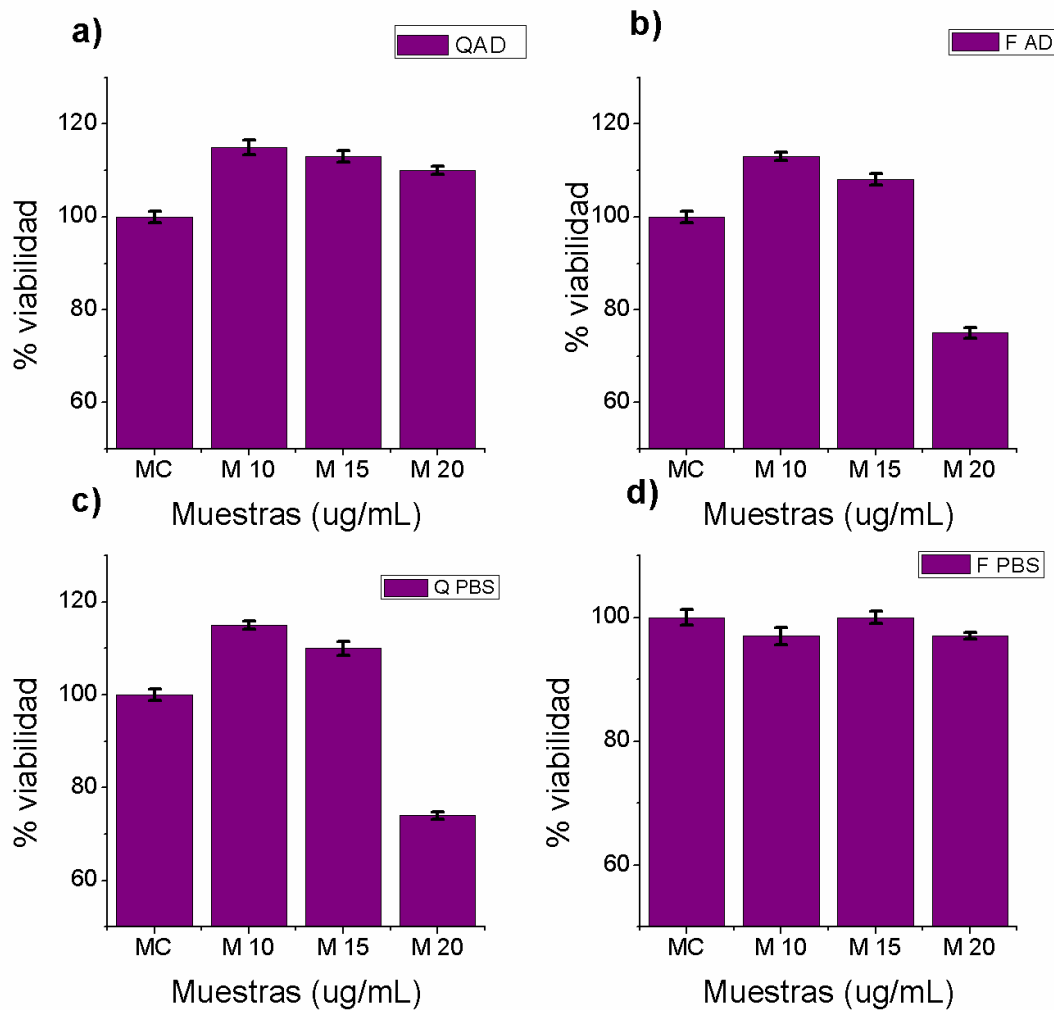 a)
QAD
% viabilidad
120
100
80
60
MC M 10 M 15 M 20
Muestras (ug/mL)
b)
F AD
% viabilidad
120
100
80
60
MC M 10 M 15 M 20
Muestras (ug/mL)
c)
Q PBS
% viabilidad
120
100
80
60
MC M 10 M 15 M 20
Muestras (ug/mL)
d)
F PBS
% viabilidad
100
80
60
MC M 10 M 15 M 20
Muestras (ug/mL)